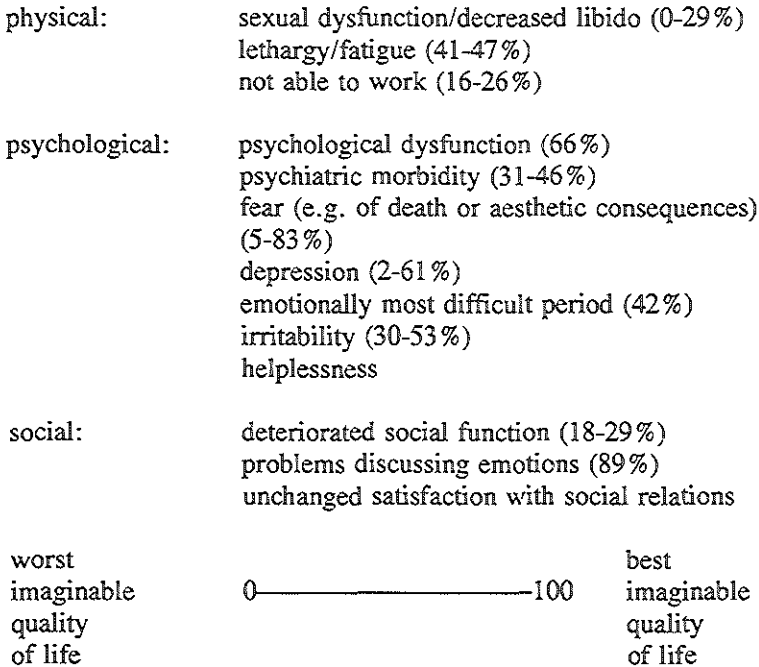 physical: sexual dysfunction/decreased libido (0-29%)
lethargy/fatigue (41-47%)
not able to work (16-26%)
psychological: psychological dysfunction (66%)
psychiatric morbidity (31-46%)
fear (e.g. of death or aesthetic consequences)
(5-83%)
depression (2-61%)
emotionally most difficult period (42%)
irritability (30-53%)
helplessness
social: deteriorated social function (18-29%)
problems discussing emotions (89%)
unchanged satisfaction with social relations
worst best
imaginable 0 100 imaginable
quality quality
of life of life